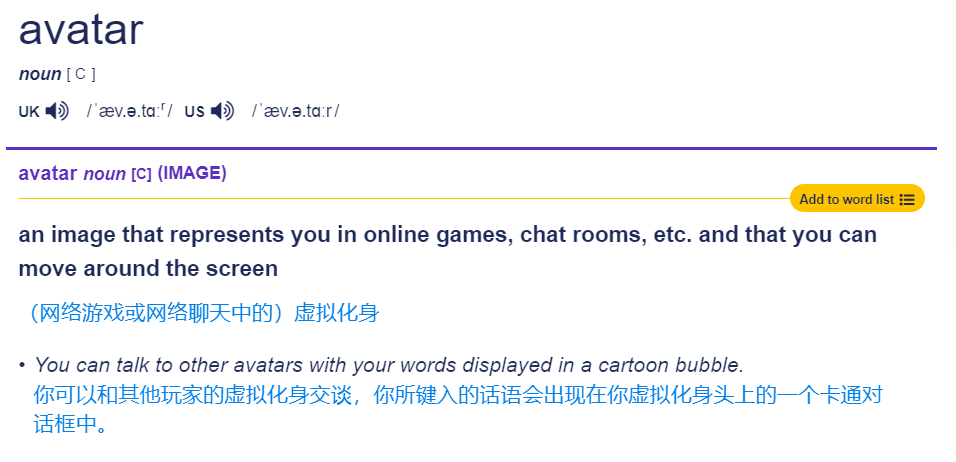 avatar
noun [ C ]
UK /ˈæv.ə.tɑːʳ/ US /ˈæv.ə.tɑːr/
avatar noun [C] (IMAGE)
Add to word list
an image that represents you in online games, chat rooms, etc. and that you can
move around the screen
（网络游戏或网络聊天中的）虚拟化身
• You can talk to other avatars with your words displayed in a cartoon bubble.
你可以和其他玩家的虚拟化身交谈，你所键入的话语会出现在你虚拟化身头上的一个卡通对
话框中。